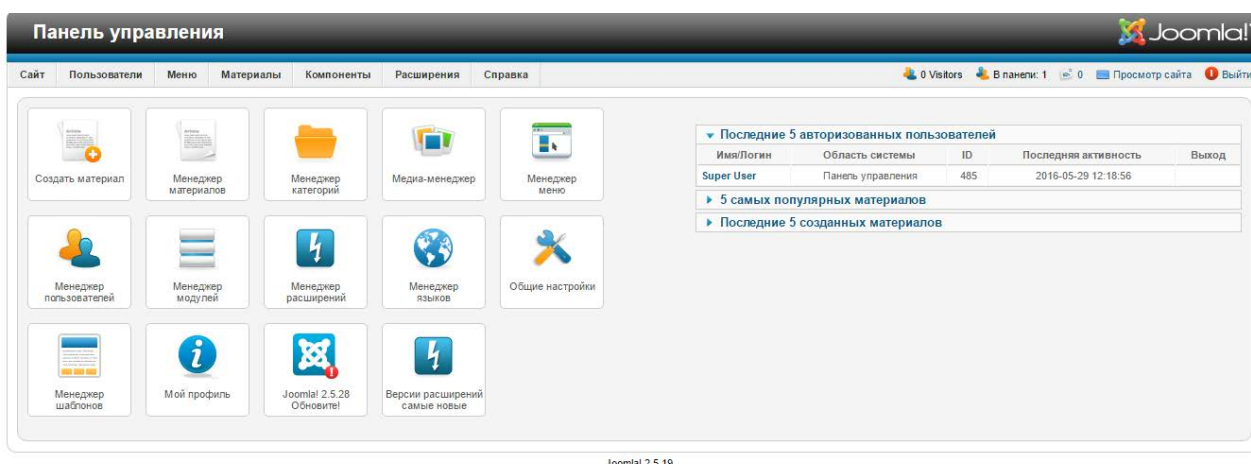 Панель управления
Joomla!
Сайт Пользователи Меню Материалы Компоненты Расширения Справка 0 Visitors В панели: 1 0 Просмотр сайта Выйти
Создать материал
Менеджер
материалов
Менеджер
категорий
Медиа-менеджер
Менеджер
меню
Последние 5 авторизованных пользователей
Имя/Логин Область системы ID Последняя активность Выход
Super User Панель управления 485 2016-05-29 12:18:56
5 самых популярных материалов
Последние 5 созданных материалов
Менеджер
пользователей
Менеджер
модулей
Менеджер
расширений
Менеджер
языков
Общие настройки
Менеджер
шаблонов
Мой профиль
Joomla! 2.5.28
Обновите!
Версии расширений
самые новые
Joomla! 2.5.19